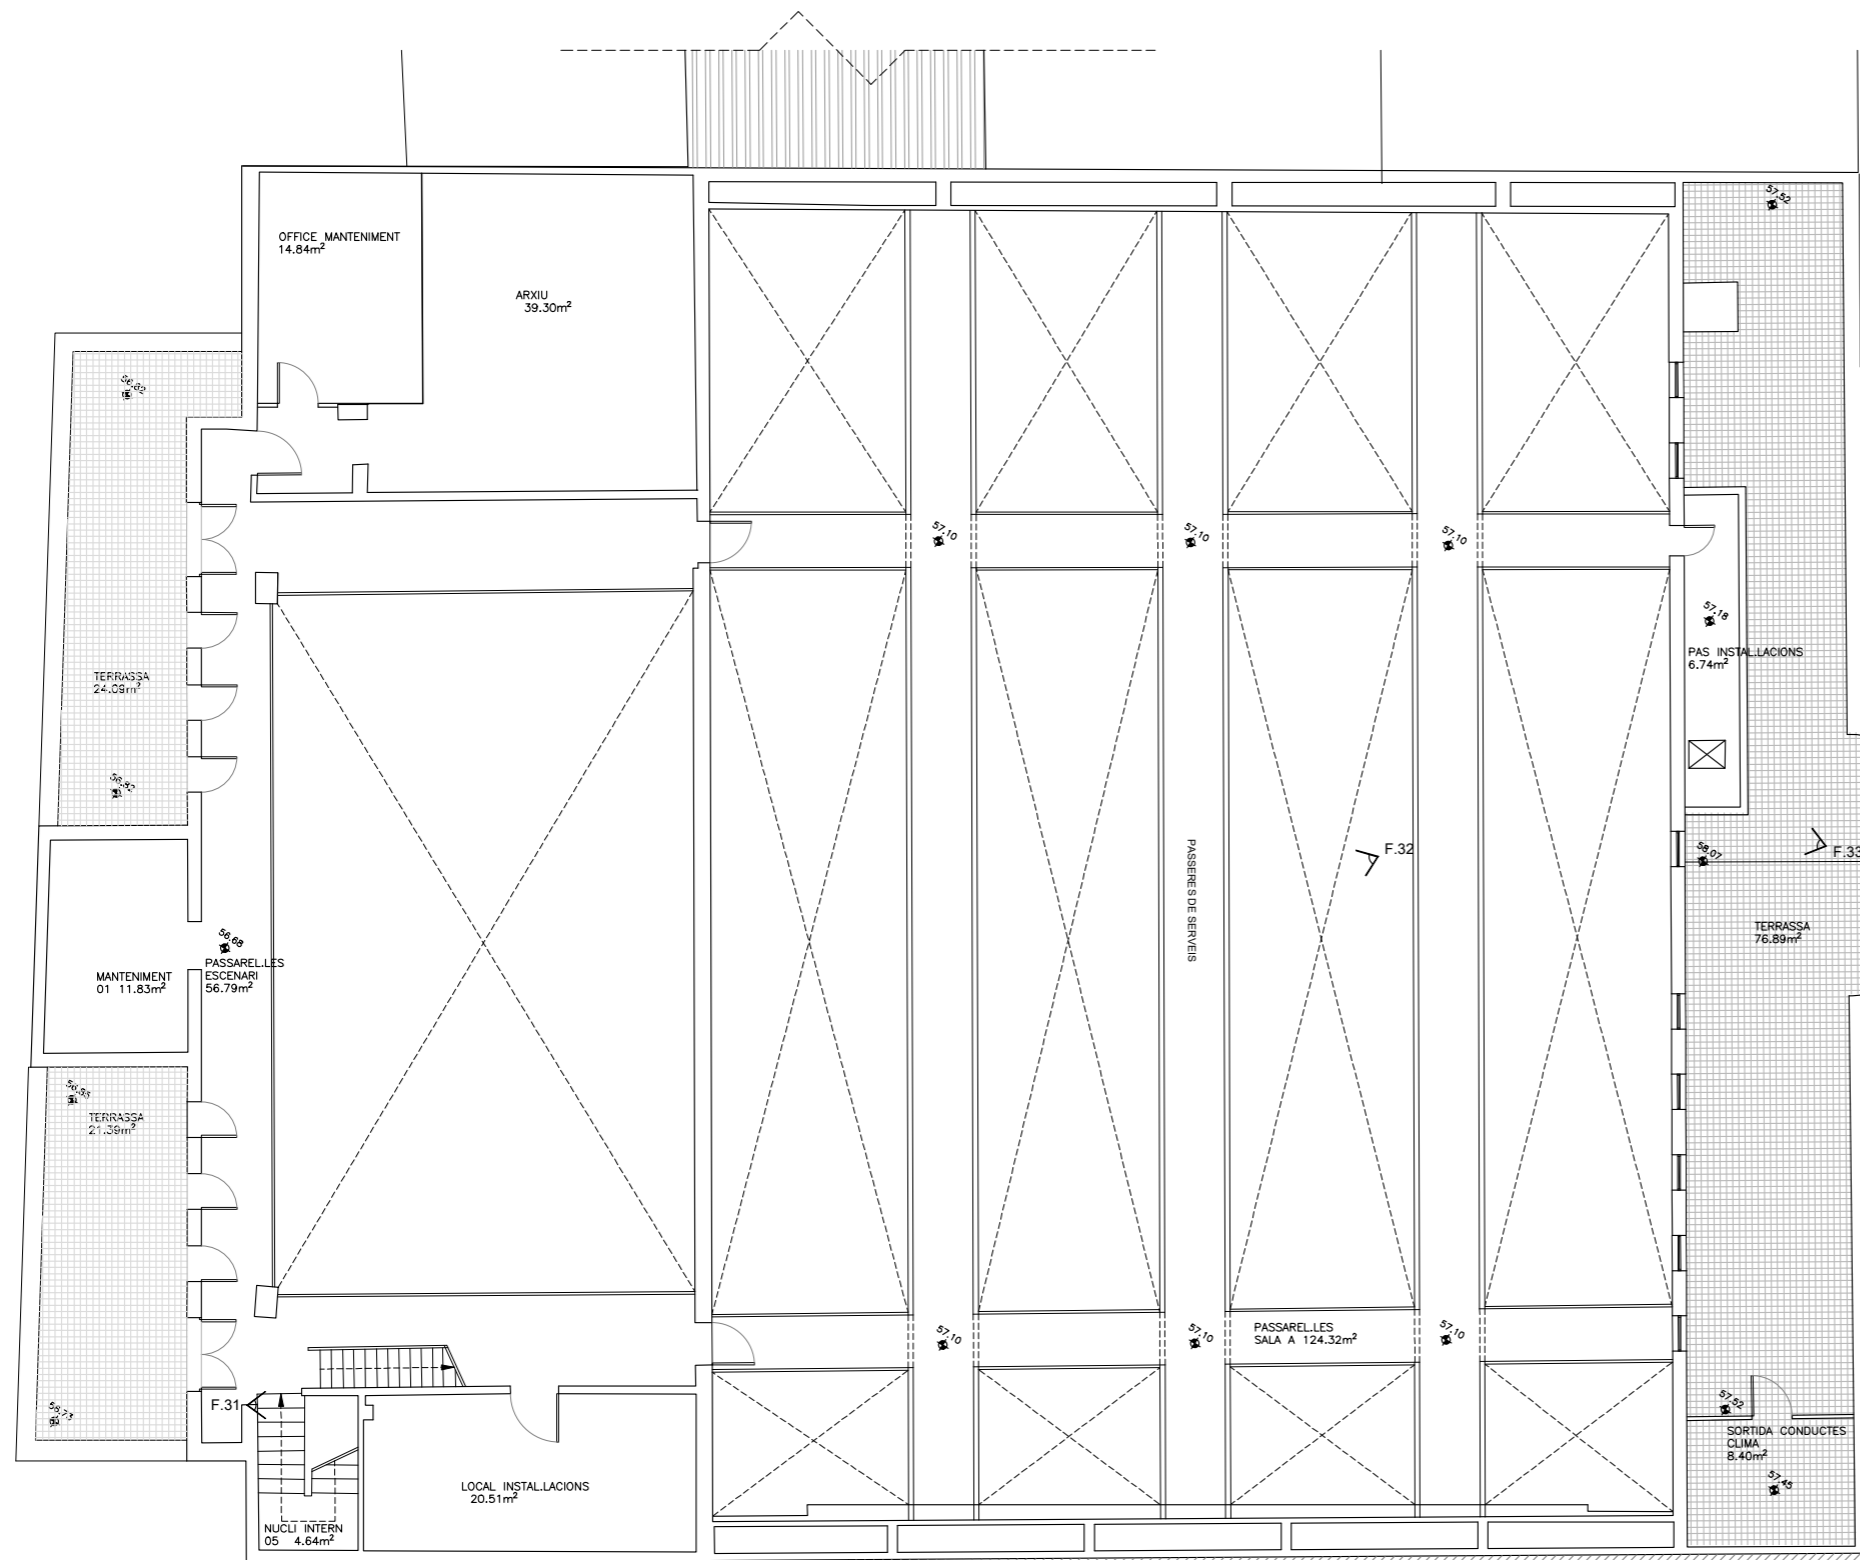 57.52
OFFICE MANTENIMENT
14.84m²
ARXIU
39.30m²
56.82
57.10
57.10
57.10
57.18
PAS INSTAL.LACIONS
6.74m²
TERRASSA
24.09m²
56.82
PASSERES DE SERVEIS
F.32
F.33
58.07
TERRASSA
76.89m²
56.68
PASSAREL.LES
ESCENARI
56.79m²
MANTENIMENT
01 11.83m²
TERRASSA
21.39m²
57.10
57.10
PASSAREL.LES
SALA A 124.32m²
57.10
F.31
56.73
57.52
SORTIDA CONDUCTES
CLIMA
8.40m²
57.45
LOCAL INSTAL.LACIONS
20.51m²
NUCLI INTERN
05 4.64m²